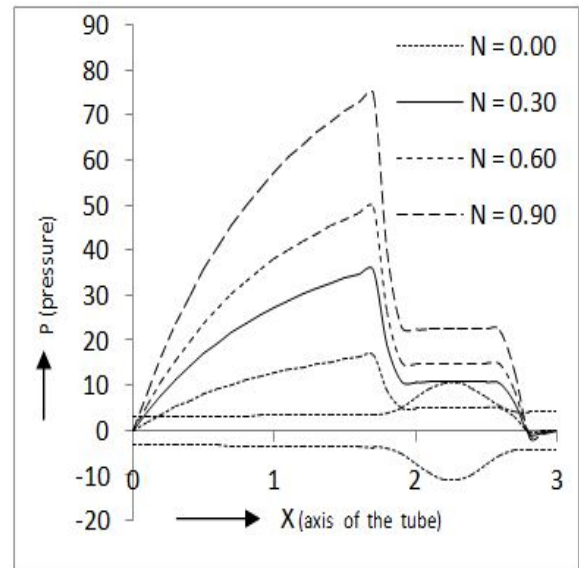 90
80
70
60
50
40
30
20
10
0
-10
-20
P (pressure)
N = 0.00
N = 0.30
N = 0.60
N = 0.90
0 1 2 3
X (axis of the tube)